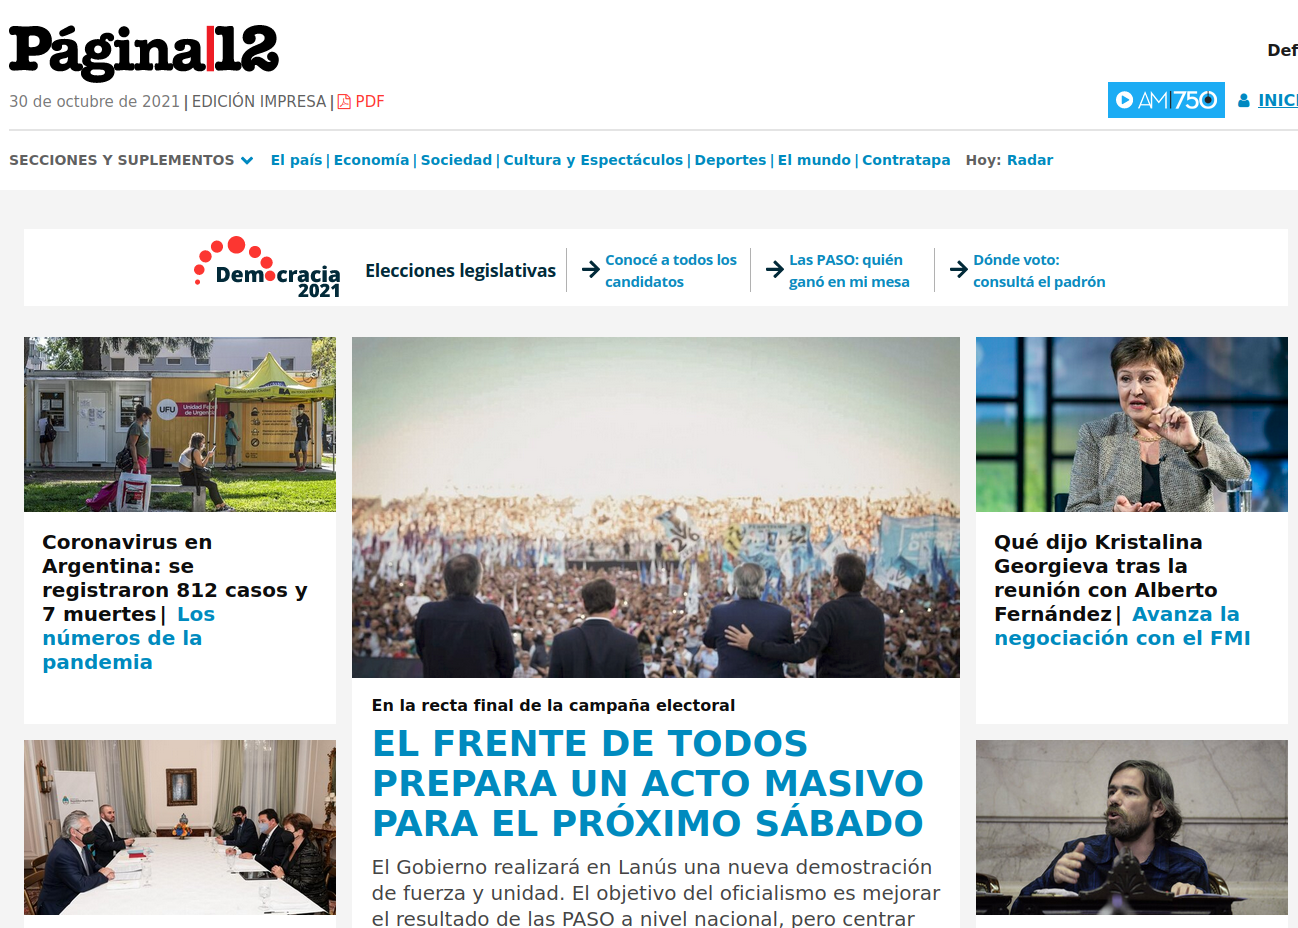 Página|12
Def
30 de octubre de 2021 | EDICIÓN IMPRESA | PDF
AM|750
INICI
SECCIONES Y SUPLEMENTOS El país | Economía | Sociedad | Cultura y Espectáculos | Deportes | El mundo | Contratapa Hoy: Radar
Democracia
2021
Elecciones legislativas
Conocé a todos los
candidatos
Las PASO: quién
ganó en mi mesa
Dónde voto:
consultá el padrón
UFU
Coronavirus en
Argentina: se
registraron 812 casos y
7 muertes | Los
números de la
pandemia
En la recta final de la campaña electoral
EL FRENTE DE TODOS
PREPARA UN ACTO MASIVO
PARA EL PRÓXIMO SÁBADO
El Gobierno realizará en Lanús una nueva demostración
de fuerza y unidad. El objetivo del oficialismo es mejorar
el resultado de las PASO a nivel nacional, pero centrar
Qué dijo Kristalina
Georgieva tras la
reunión con Alberto
Fernández | Avanza la
negociación con el FMI